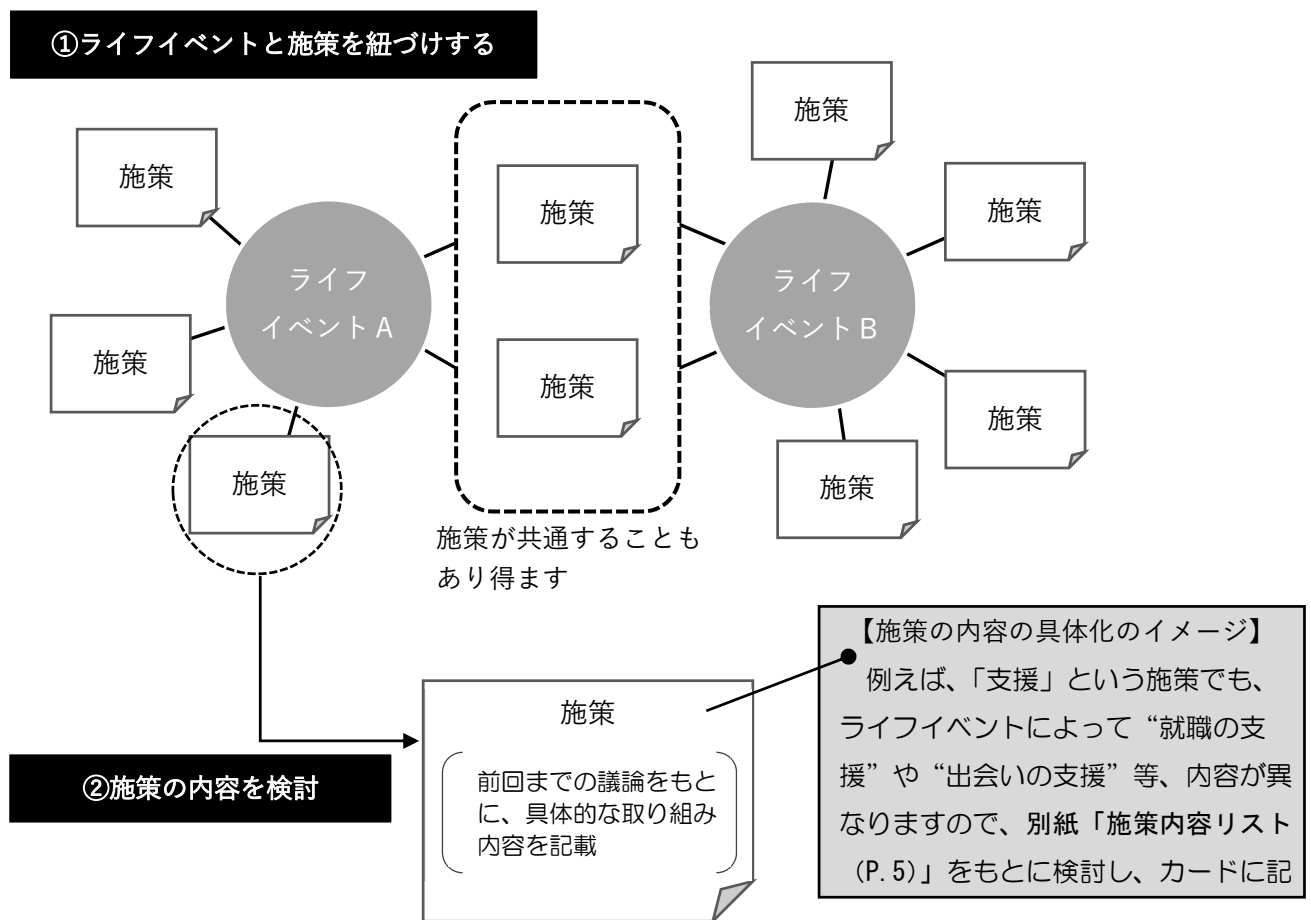 ①ライフイベントと施策を紐づけする
施策
施策
施策
施策
施策
ライフ
イベントA
ライフ
イベントB
施策
施策
施策
施策
施策
施策が共通することも
あり得ます
【施策の内容の具体化のイメージ】
例えば、「支援」という施策でも、
ライフイベントによって“就職の支
援”や“出会いの支援”等、内容が異
なりますので、別紙「施策内容リスト
(P.5)」をもとに検討し、カードに記
施策
前回までの議論をもと
に、具体的な取り組み
内容を記載
②施策の内容を検討